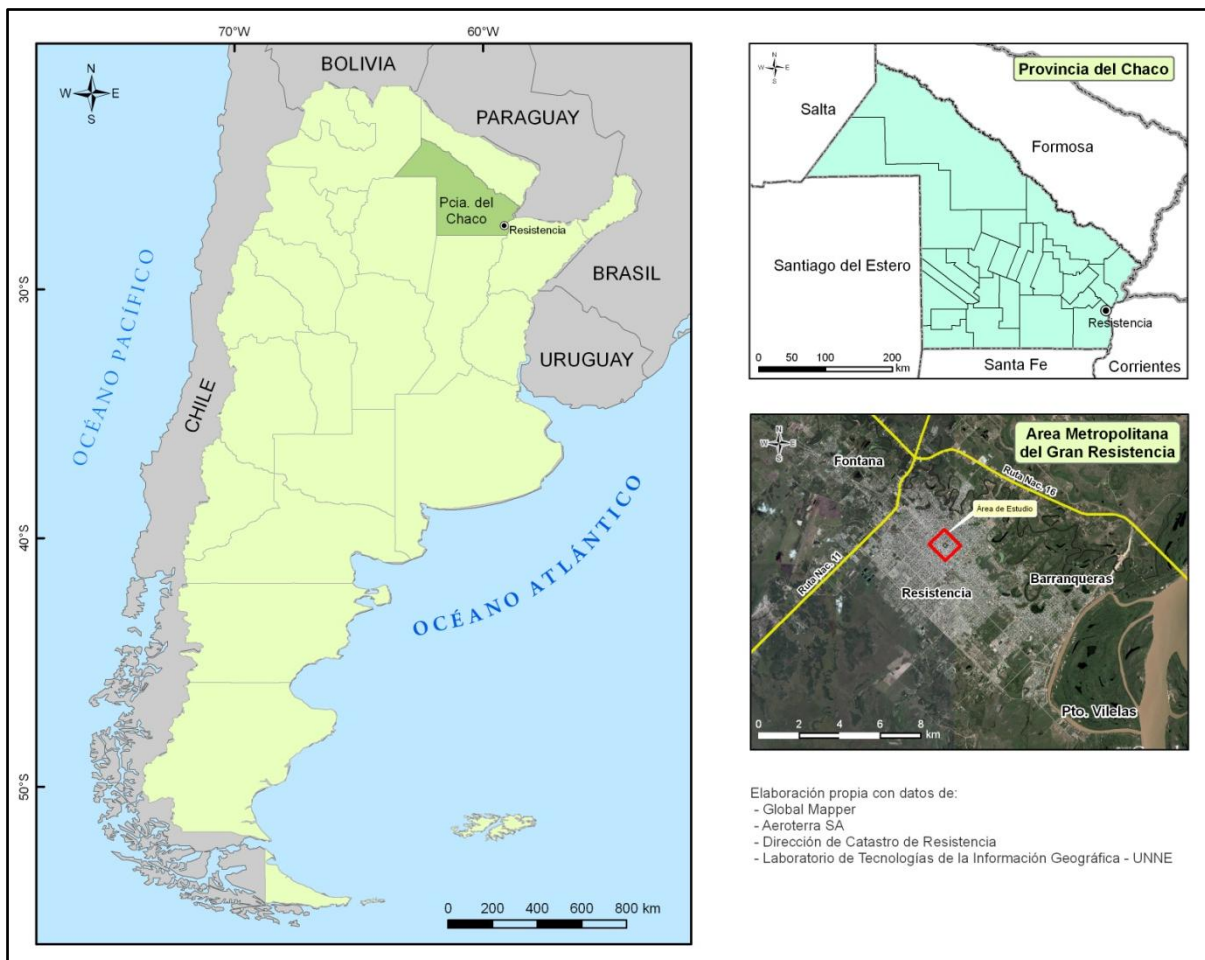 70°W
60°W
N
W
E
S
BOLIVIA
PARAGUAY
Pcia. del
Chaco
Resistencia
BRASIL
URUGUAY
CHILE
OCÉANO PACÍFICO
OCÉANO ATLÁNTICO
30°S
40°S
50°S
0 200 400 600 800 km
N
W
E
S
Provincia del Chaco
Salta
Formosa
Santiago del Estero
Resistencia
Santa Fe
Corrientes
0 50 100 200
km
N
W
E
S
Area Metropolitana
del Gran Resistencia
Fontana
Ruta Nac. 16
Área de Estudio
Ruta Nac. 11
Barranqueras
Resistencia
Pto. Vilelas
0 2 4 6 8
km
Elaboración propia con datos de:
- Global Mapper
- Aeroterra SA
- Dirección de Catastro de Resistencia
- Laboratorio de Tecnologías de la Información Geográfica - UNNE